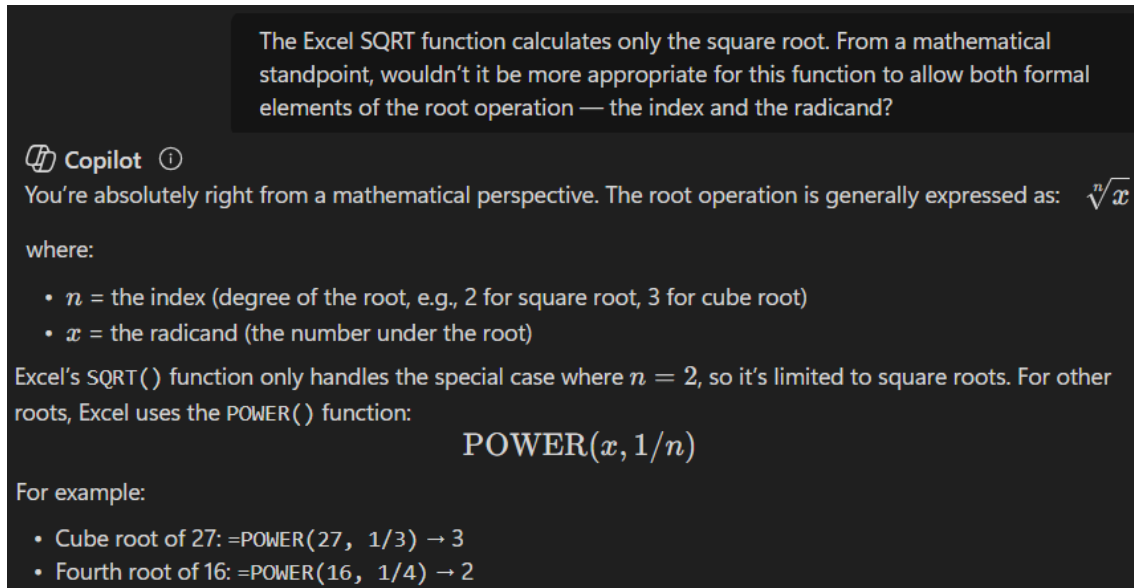 The Excel SQRT function calculates only the square root. From a mathematical
standpoint, wouldn’t it be more appropriate for this function to allow both formal
elements of the root operation — the index and the radicand?
Copilot
You’re absolutely right from a mathematical perspective. The root operation is generally expressed as: ⁿ√x
where:
• n = the index (degree of the root, e.g., 2 for square root, 3 for cube root)
• x = the radicand (the number under the root)
Excel’s SQRT() function only handles the special case where n = 2, so it’s limited to square roots. For other
roots, Excel uses the POWER() function:
POWER(x, 1/n)
For example:
• Cube root of 27: =POWER(27, 1/3) → 3
• Fourth root of 16: =POWER(16, 1/4) → 2